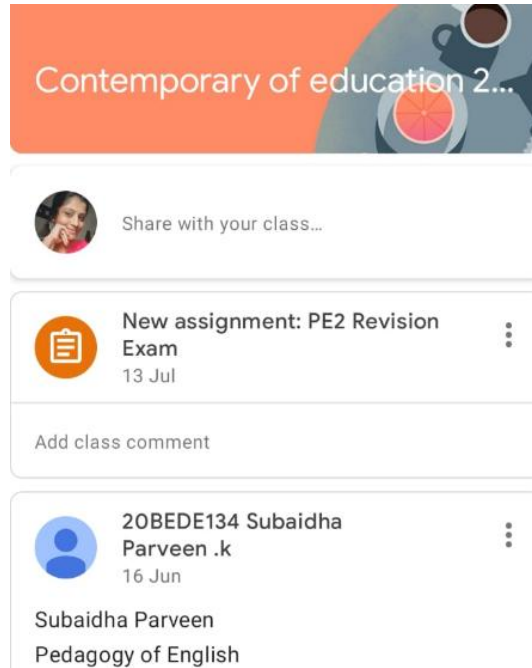 Contemporary of education 2...
Share with your class...
New assignment: PE2 Revision
Exam
13 Jul
Add class comment
20BEDE134 Subaidha
Parveen .k
16 Jun
Subaidha Parveen
Pedagogy of English